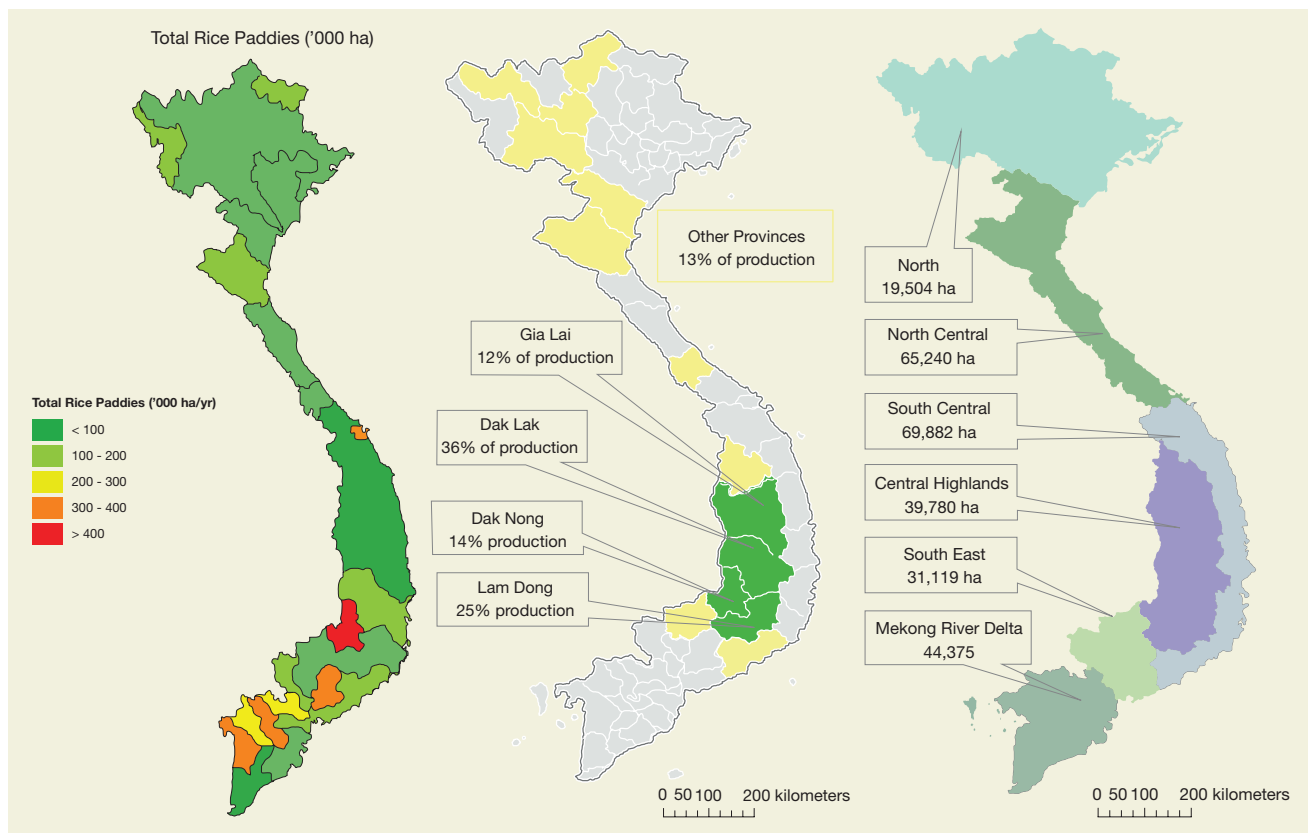 Total Rice Paddies ('000 ha)
Total Rice Paddies ('000 ha/yr)
< 100
100 - 200
200 - 300
300 - 400
> 400
Other Provinces
13% of production
Gia Lai
12% of production
Dak Lak
36% of production
Dak Nong
14% production
Lam Dong
25% production
0 50 100 200 kilometers
North
19,504 ha
North Central
65,240 ha
South Central
69,882 ha
Central Highlands
39,780 ha
South East
31,119 ha
Mekong River Delta
44,375
0 50 100 200 kilometers